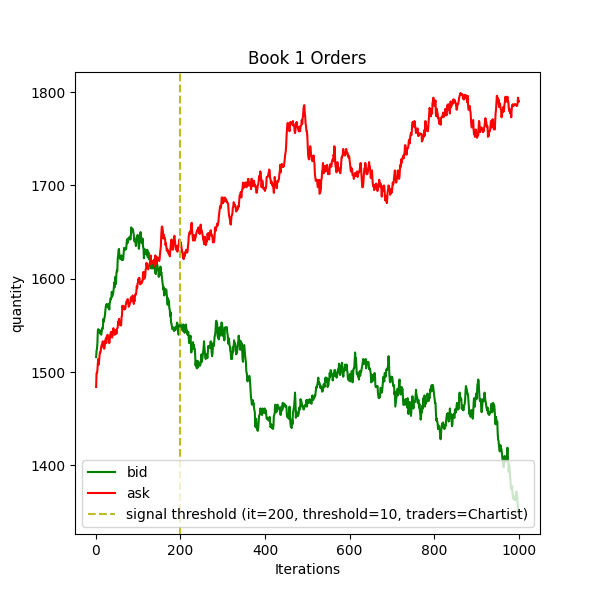 Book 1 Orders
quantity
1800
1700
1600
1500
1400
bid
ask
signal threshold (it=200, threshold=10, traders=Chartist)
0 200 400 600 800 1000
Iterations